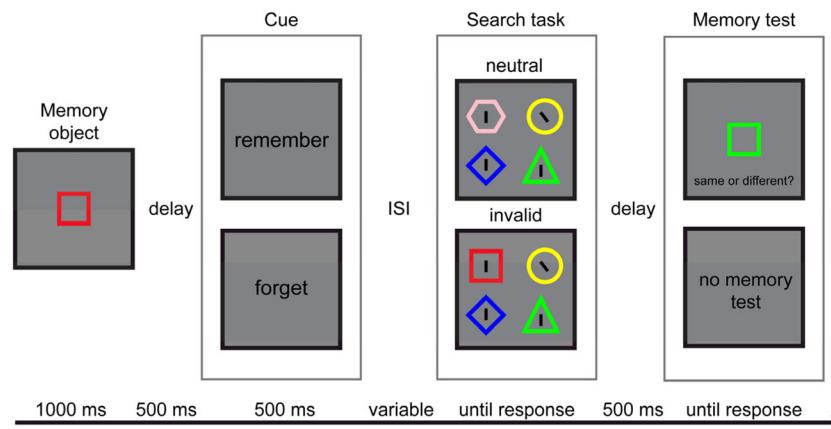 Cue
Search task
Memory test
neutral
Memory
object
remember
same or different?
delay
ISI
invalid
delay
forget
no memory
test
1000 ms
500 ms
500 ms
variable
until response
500 ms
until response